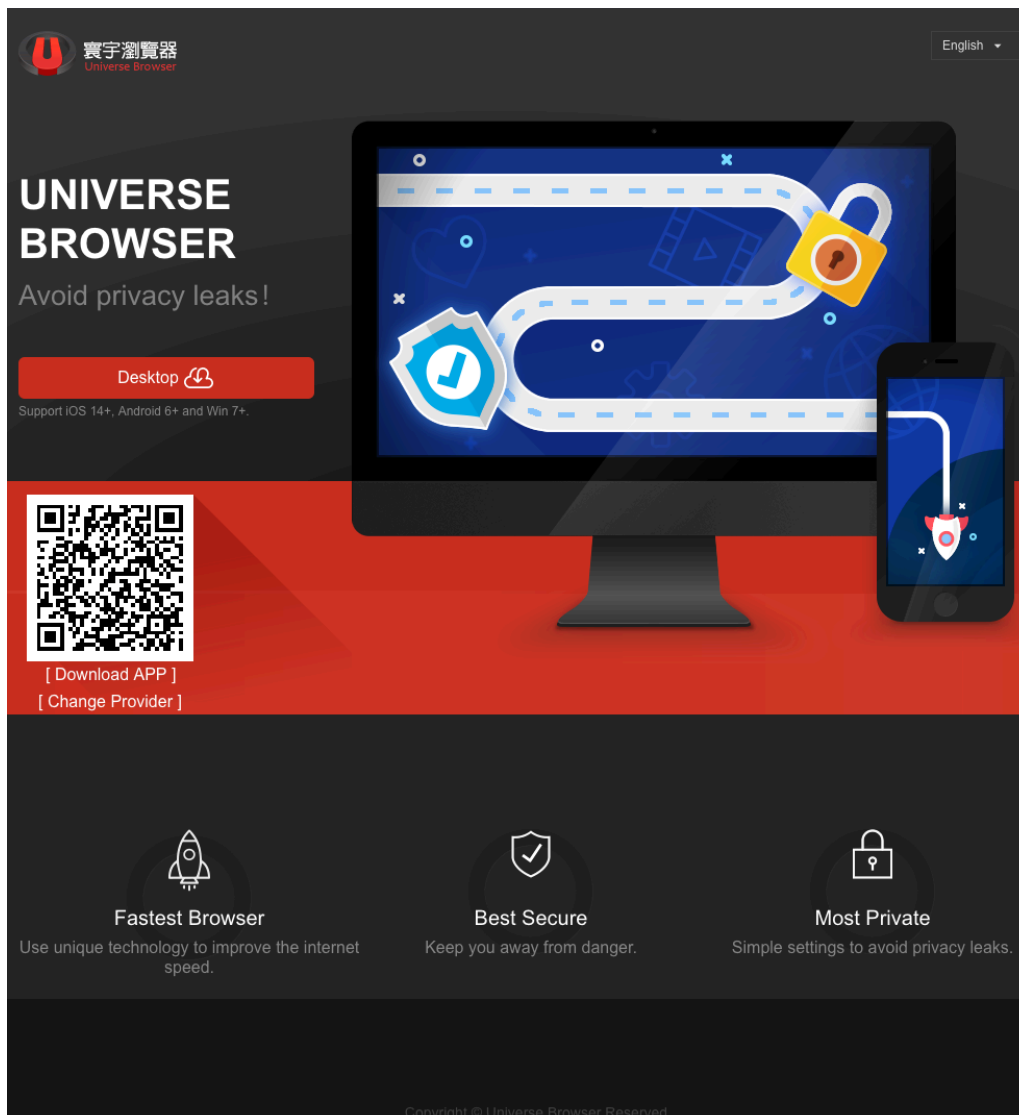 寰宇瀏覽器
Universe Browser
English
UNIVERSE
BROWSER
Avoid privacy leaks!
Desktop
Support iOS 14+, Android 6+ and Win 7+.
[ Download APP ]
[ Change Provider ]
Fastest Browser
Use unique technology to improve the internet
speed.
Best Secure
Keep you away from danger.
Most Private
Simple settings to avoid privacy leaks.
Copyright © Universe Browser Reserved